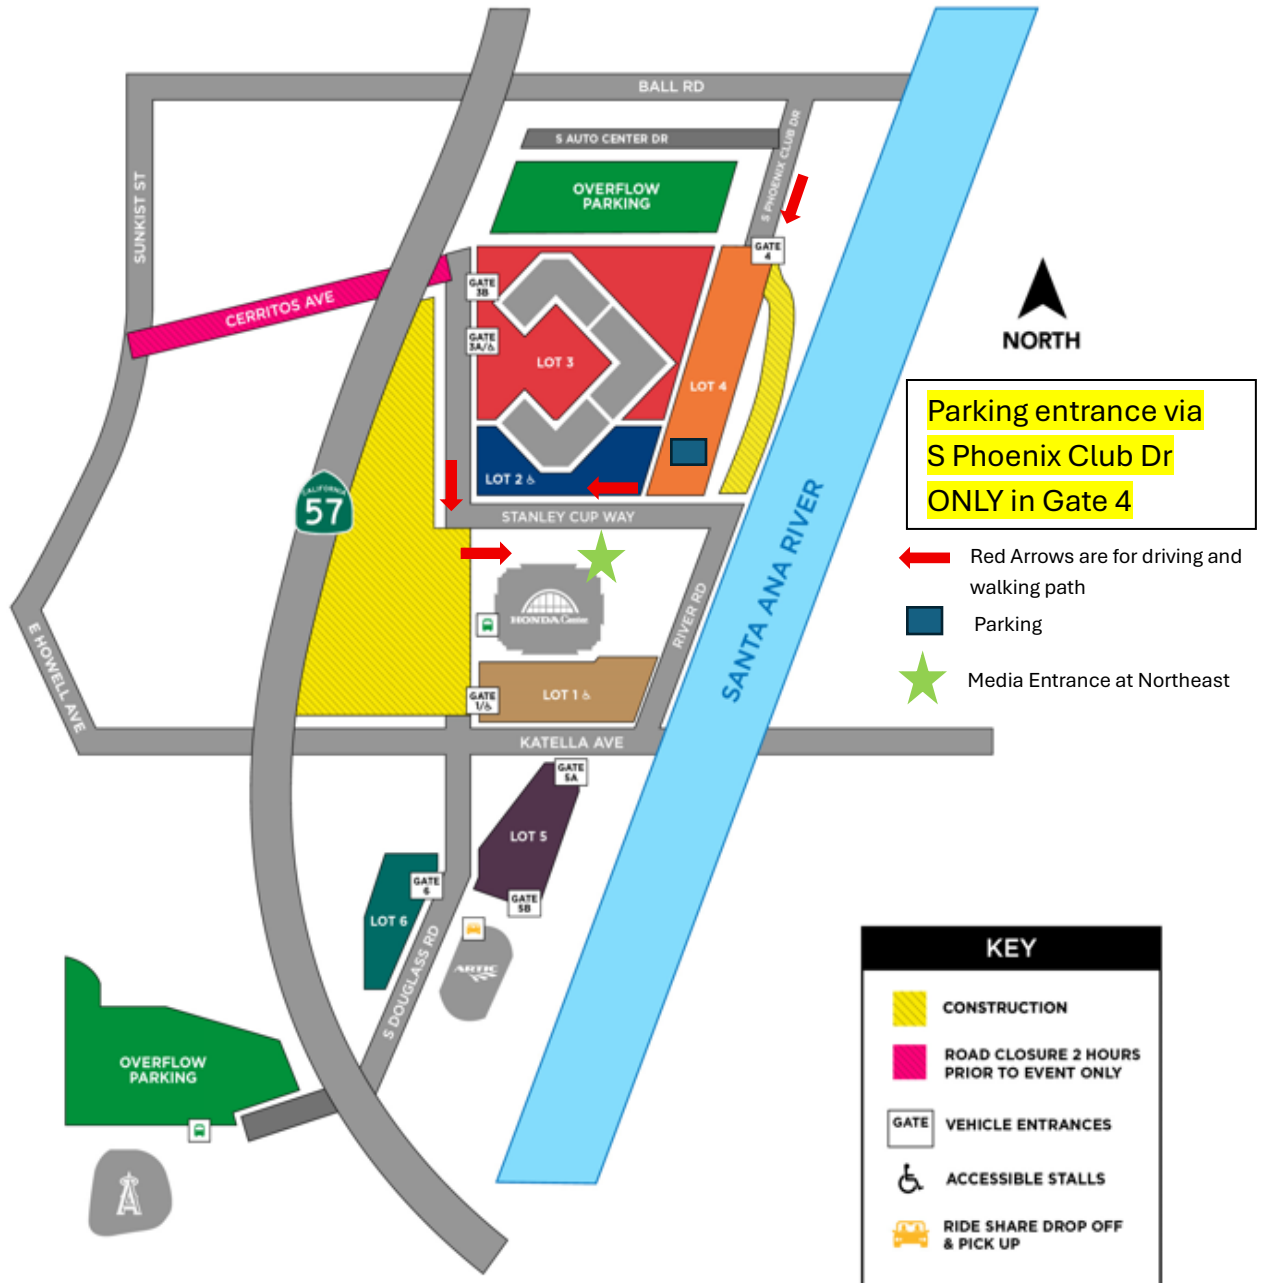 BALL RD
S AUTO CENTER DR
S PHOENIX CLUB DR
OVERFLOW
PARKING
SUNKIST ST
GATE
4
GATE
3B
CERRITOS AVE
GATE
3A/♿
LOT 3
LOT 4
NORTH
Parking entrance via
S Phoenix Club Dr
ONLY in Gate 4
LOT 2 ♿
CALIFORNIA
57
STANLEY CUP WAY
Red Arrows are for driving and
walking path
Parking
Media Entrance at Northeast
HONDA Center
RIVER RD
SANTA ANA RIVER
E HOWELL AVE
GATE
1/♿
LOT 1 ♿
KATELLA AVE
GATE
5A
LOT 5
GATE
5B
GATE
6
LOT 6
S DOUGLASS RD
ARTIC
OVERFLOW
PARKING
A
KEY
CONSTRUCTION
ROAD CLOSURE 2 HOURS
PRIOR TO EVENT ONLY
GATE
VEHICLE ENTRANCES
ACCESSIBLE STALLS
RIDE SHARE DROP OFF
& PICK UP